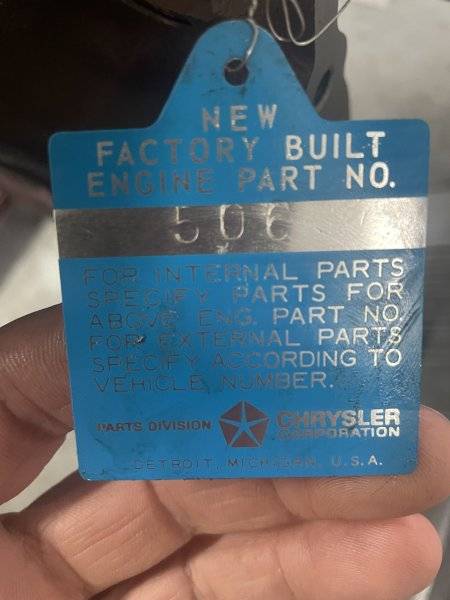 NEW
FACTORY BUILT
ENGINE PART NO.
506
FOR INTERNAL PARTS
SPECIFY PARTS FOR
ABOVE ENG. PART NO.
FOR EXTERNAL PARTS
SPECIFY ACCORDING TO
VEHICLE NUMBER.
PARTS DIVISION
CHRYSLER
CORPORATION
DETROIT, MICHIGAN, U.S.A.